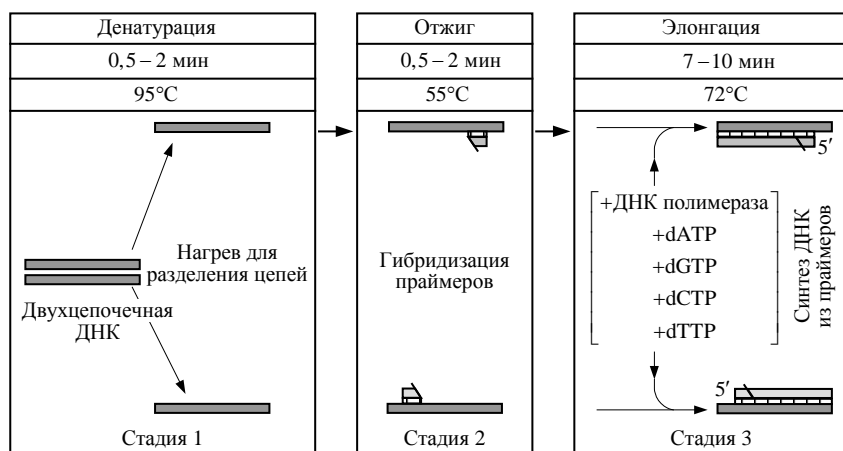 Денатурация
0,5 – 2 мин
95°C
Нагрев для
разделения цепей
Двухцепочечная
ДНК
Стадия 1
Отжиг
0,5 – 2 мин
55°C
Гибридизация
праймеров
Стадия 2
Элонгация
7 – 10 мин
72°C
5′
+ДНК полимераза
+dATP
+dGTP
+dCTP
+dTTP
Синтез ДНК
из праймеров
5′
Стадия 3